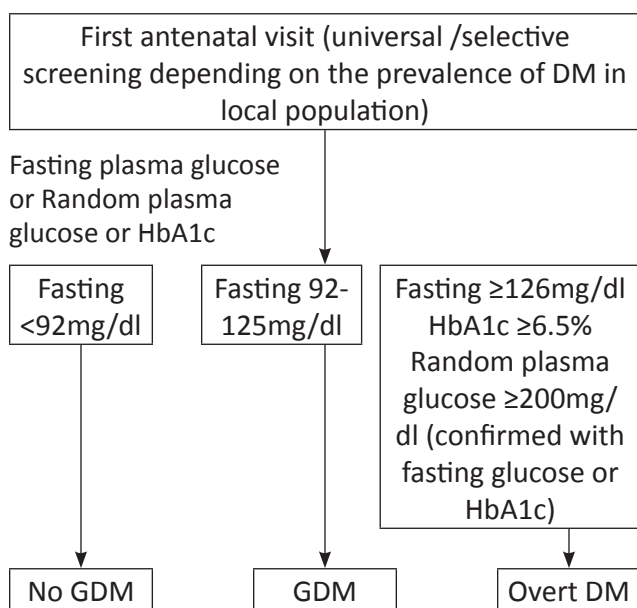 First antenatal visit (universal /selective
screening depending on the prevalence of DM in
local population)
Fasting plasma glucose
or Random plasma
glucose or HbA1c
Fasting
<92mg/dl
Fasting 92-
125mg/dl
Fasting ≥126mg/dl
HbA1c ≥6.5%
Random plasma
glucose ≥200mg/
dl (confirmed with
fasting glucose or
HbA1c)
No GDM
GDM
Overt DM